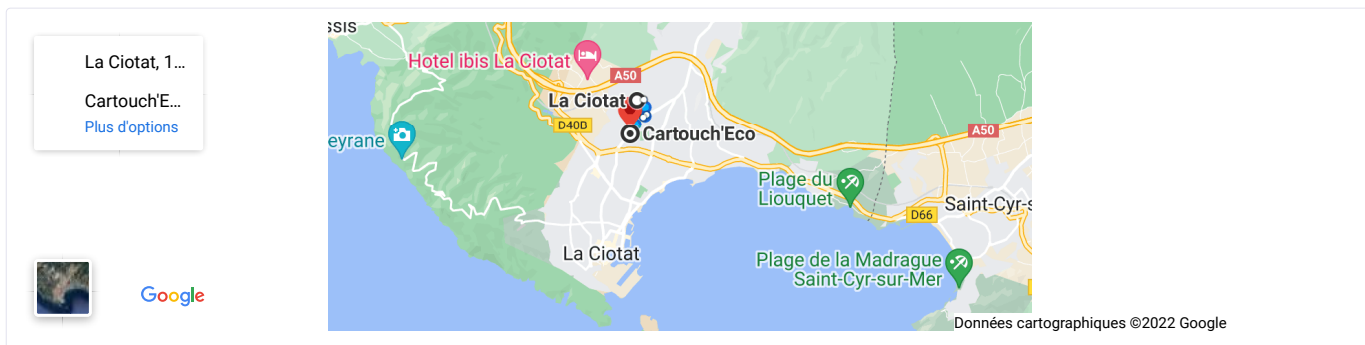 La Ciotat, 1...
Cartouch'E...
Plus d'options
Google
ssis
Hotel ibis La Ciotat
A50
La Ciotat
D40D
Cartouch'Eco
A50
eyrane
Plage du
Liouquet
D66
Saint-Cyr-s
La Ciotat
Plage de la Madrague
Saint-Cyr-sur-Mer
Données cartographiques ©2022 Google